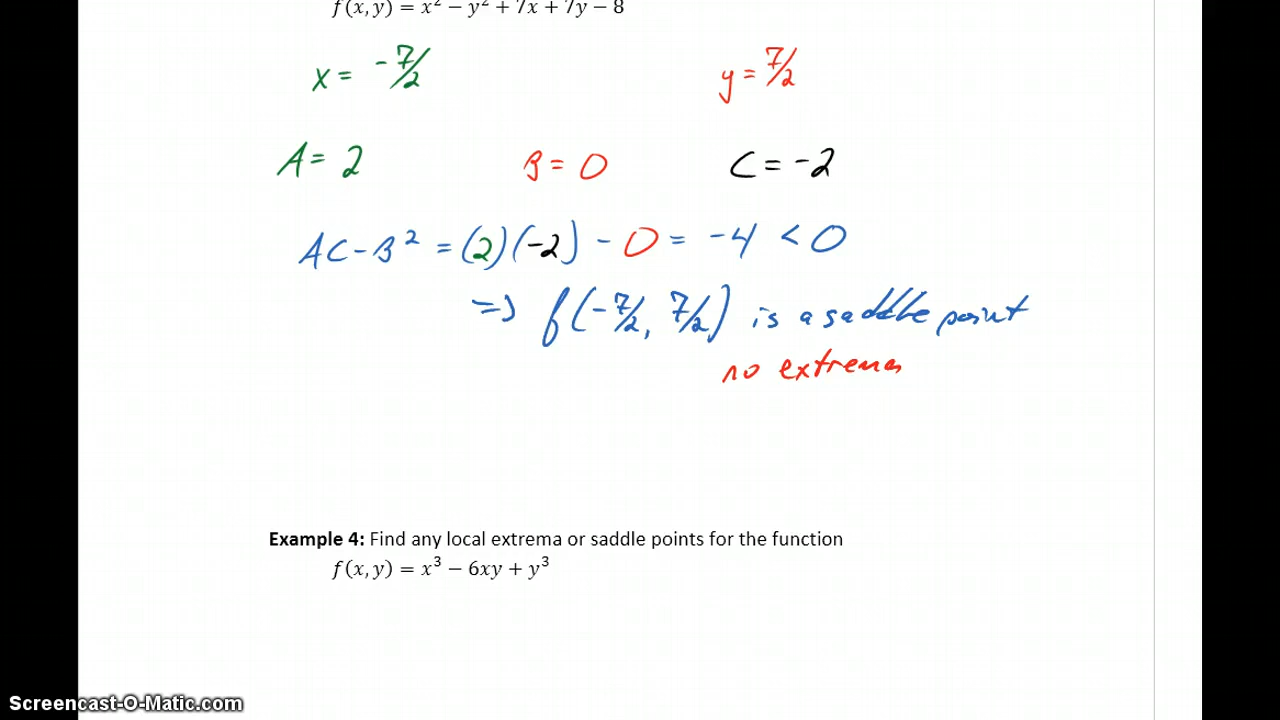 f(x, y) = x² − y² + 7x + 7y − 8
x = -7/2 y = 7/2
A = 2 B = 0 C = -2
AC - B² = (2)(-2) - 0 = -4 < 0
=> f(-7/2, 7/2) is a saddle point
no extrema
Example 4: Find any local extrema or saddle points for the function
f(x, y) = x³ − 6xy + y³
Screencast-O-Matic.com